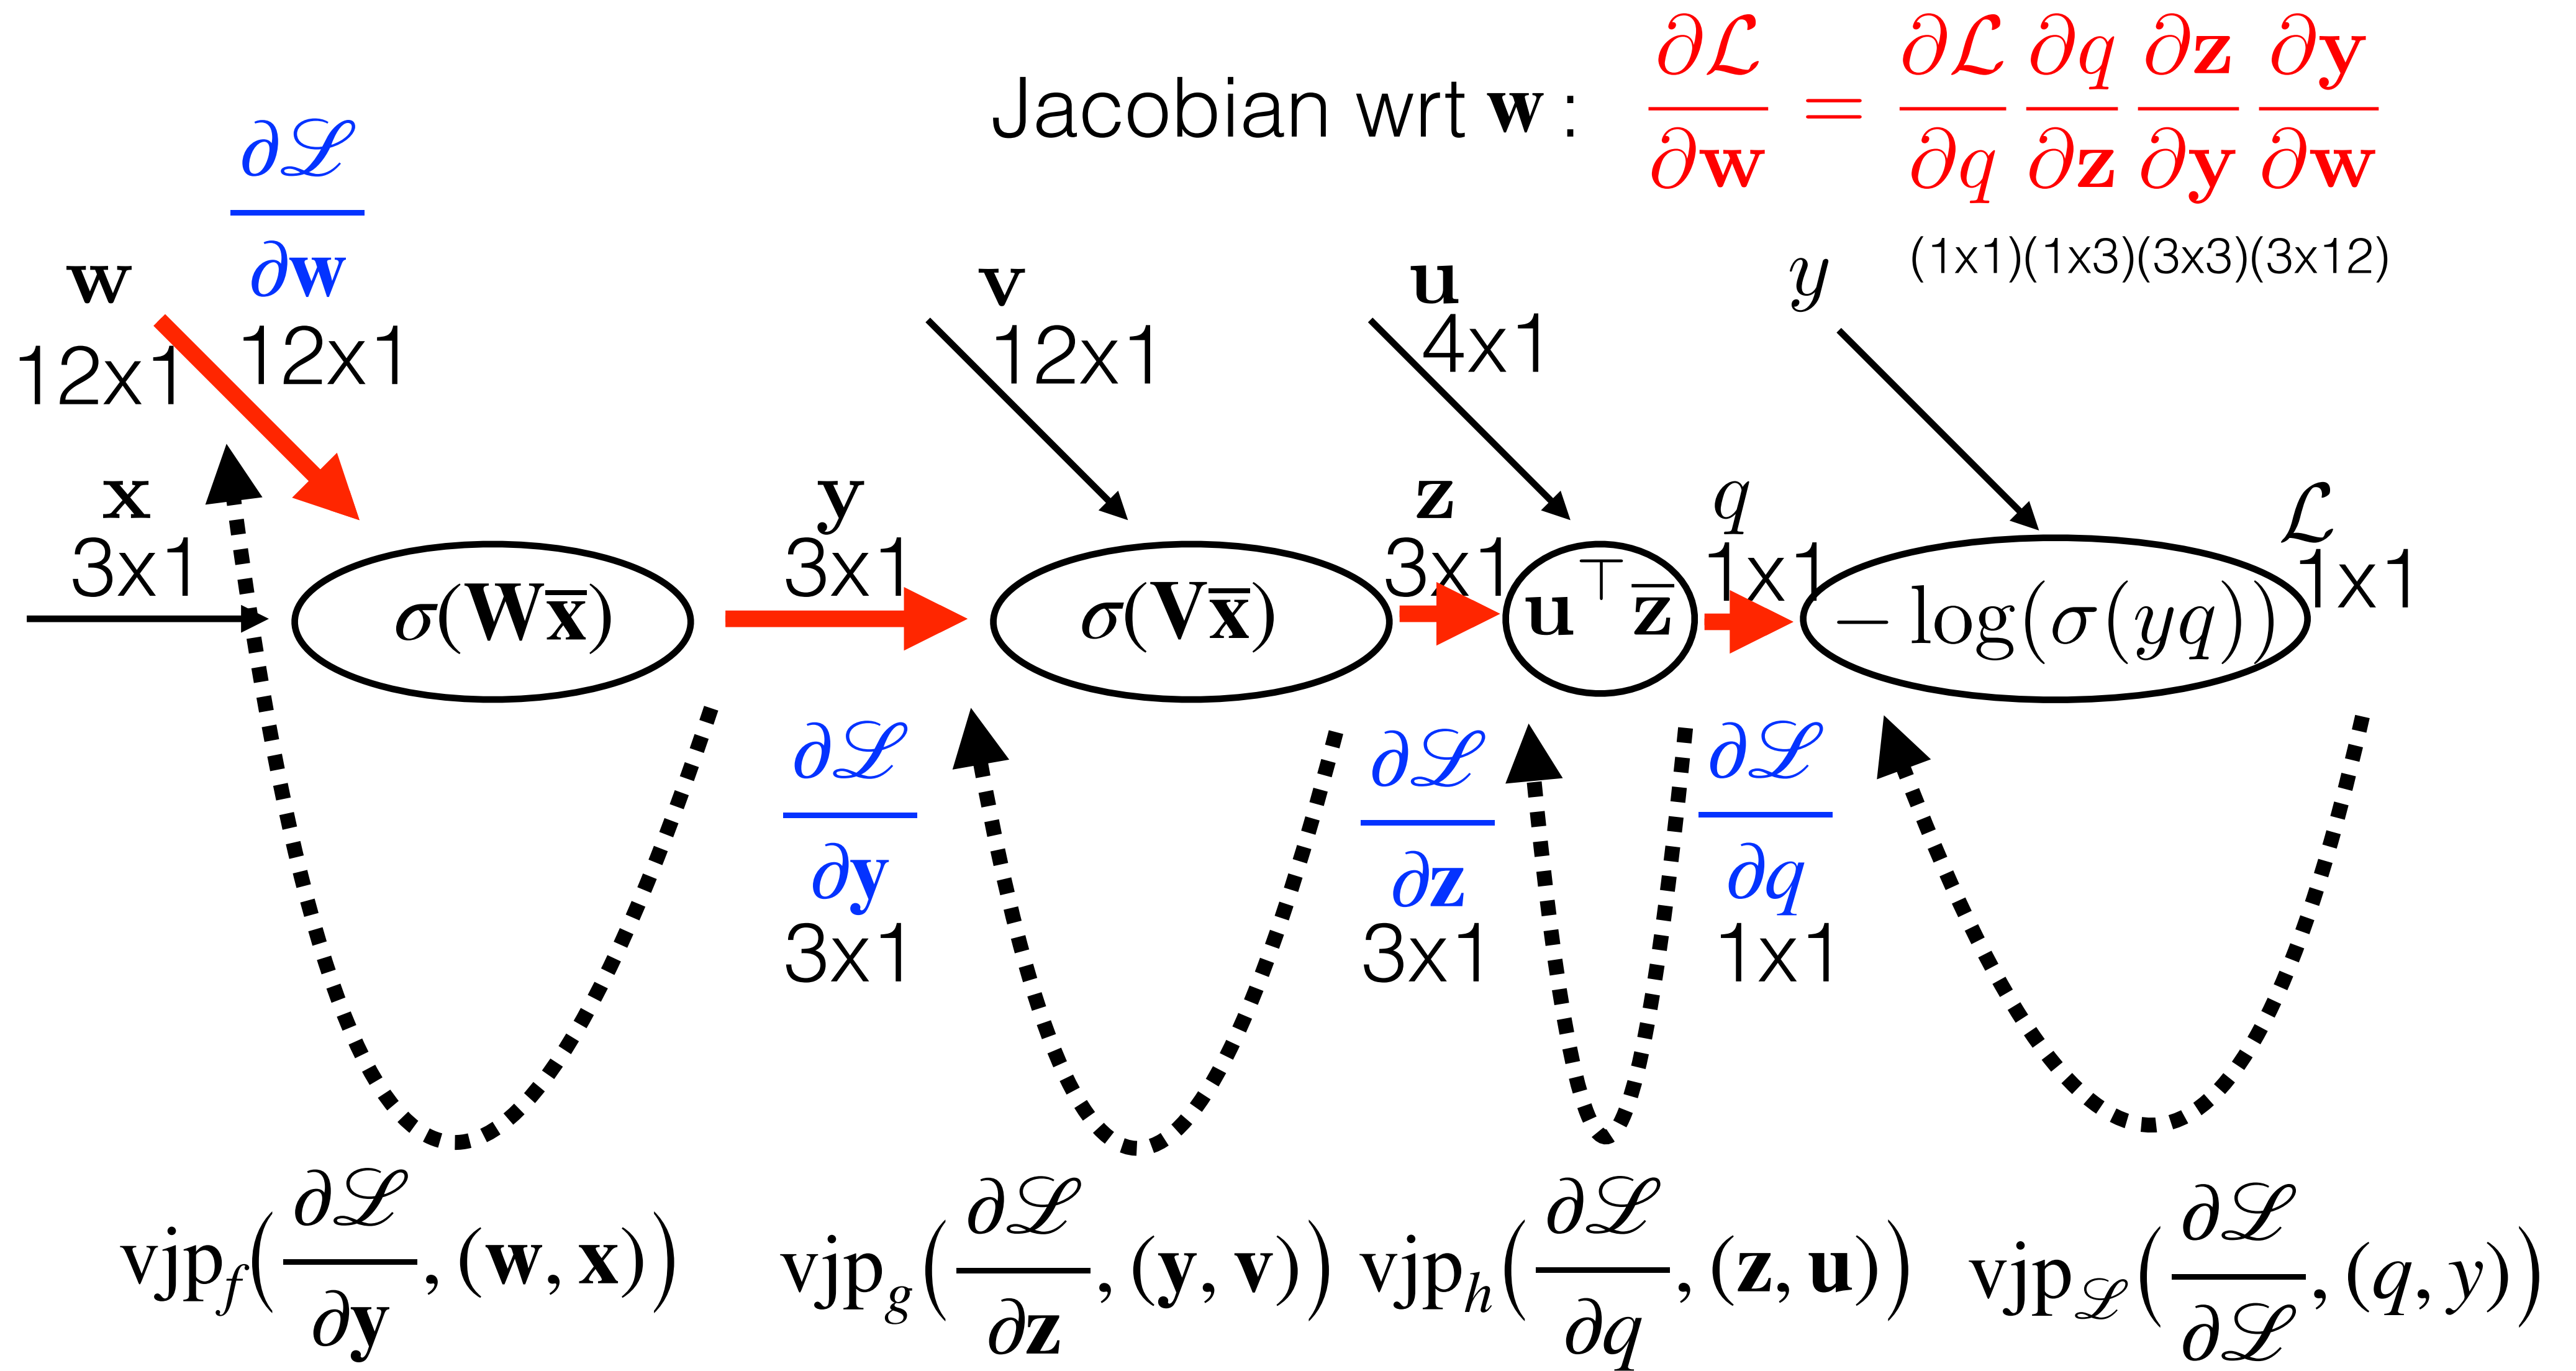 Jacobian wrt w : ∂ℒ/∂w = ∂ℒ/∂q ∂q/∂z ∂z/∂y ∂y/∂w
(1x1)(1x3)(3x3)(3x12)
∂ℒ/∂w
12x1
w
12x1
v
12x1
u
4x1
y
x
3x1
y
3x1
z
3x1
q
1x1
ℒ
1x1
σ(Wx̅)
σ(Vx̅)
u⊤z̅
− log(σ(yq))
∂ℒ/∂y
3x1
∂ℒ/∂z
3x1
∂ℒ/∂q
1x1
vjp_f(∂ℒ/∂y, (w, x))
vjp_g(∂ℒ/∂z, (y, v))
vjp_h(∂ℒ/∂q, (z, u))
vjp_ℒ(∂ℒ/∂ℒ, (q, y))